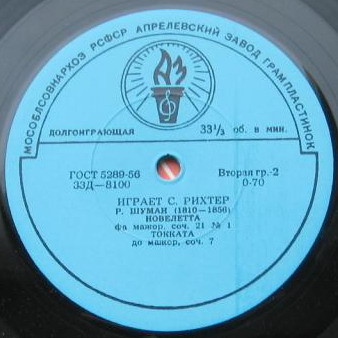 МОСОБЛСОВНАРХОЗ РСФСР АПРЕЛЕВСКИЙ ЗАВОД ГРАМПЛАСТИНОК
АЗ
ДОЛГОИГРАЮЩАЯ 33⅓ об. в мин.
ГОСТ 5289-56 Вторая гр.-2
33Д—8100 0-70
ИГРАЕТ С. РИХТЕР
Р. ШУМАН (1810—1856)
НОВЕЛЕТТА
фа мажор, соч. 21 № 1
ТОККАТА
до мажор, соч. 7